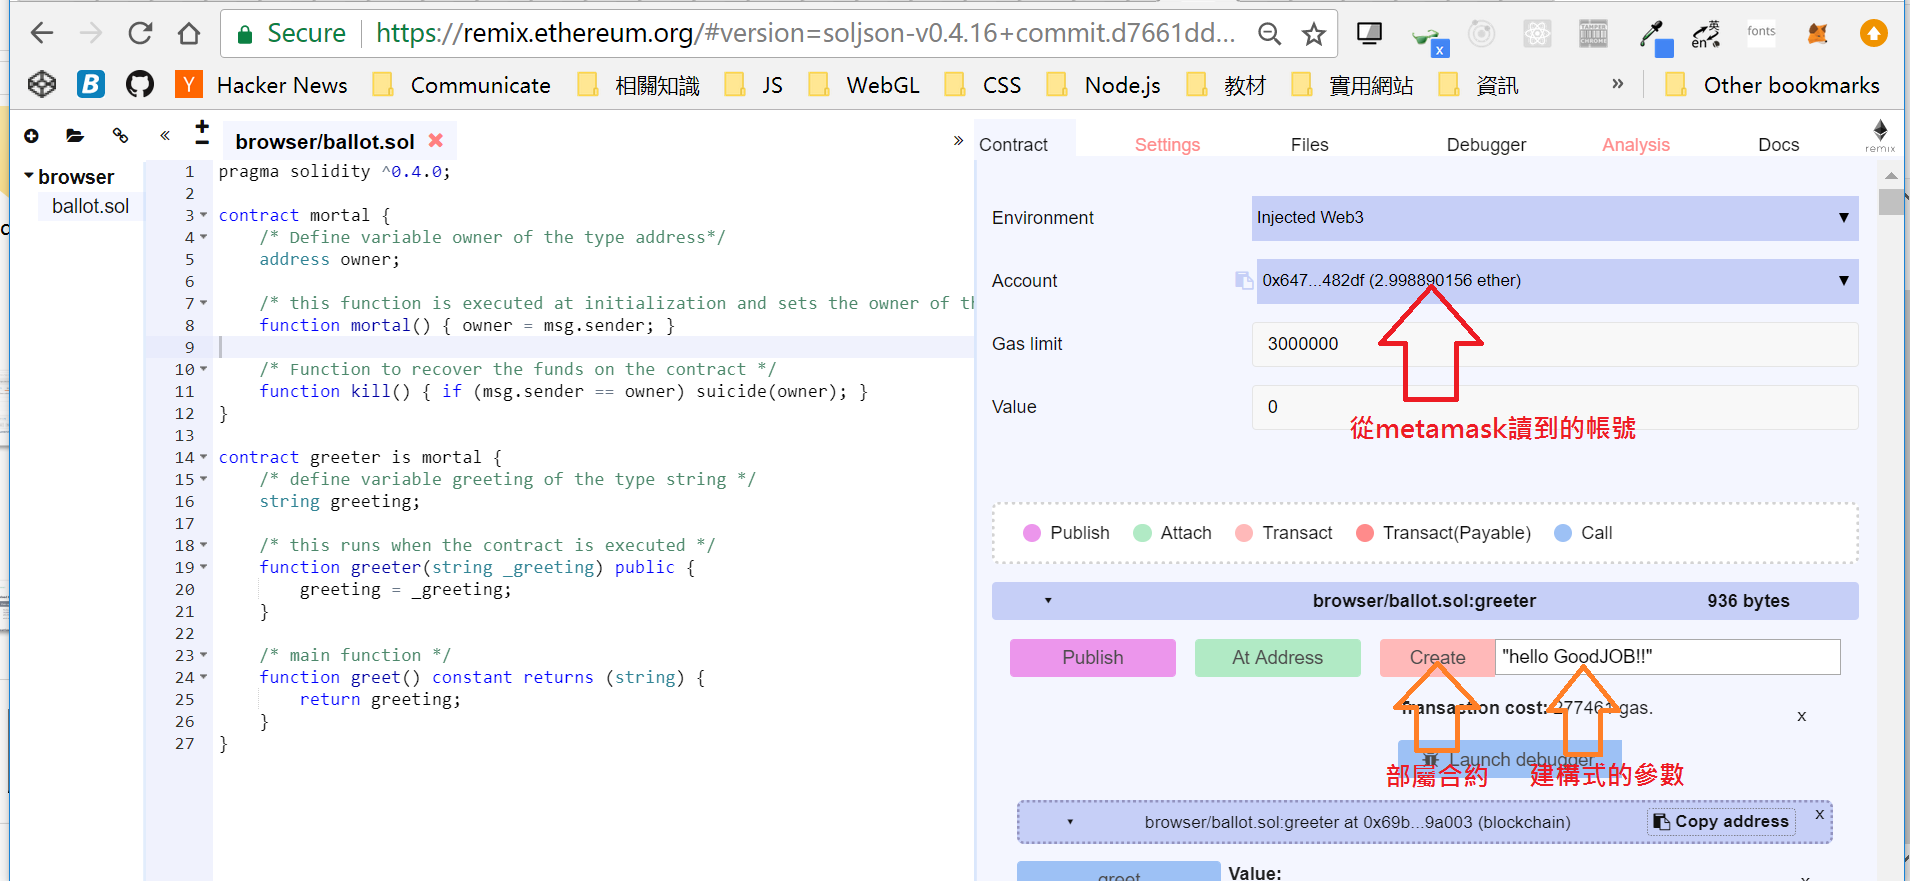 Secure https://remix.ethereum.org/#version=soljson-v0.4.16+commit.d7661dd...
x 英 en TAMPER CHROME fonts
B Y Hacker News Communicate 相關知識 JS WebGL CSS Node.js 教材 實用網站 資訊 » Other bookmarks
« + − browser/ballot.sol ✖ » Contract Settings Files Debugger Analysis Docs remix
browser
ballot.sol
1 pragma solidity ^0.4.0;
2
3 contract mortal {
4 /* Define variable owner of the type address*/
5 address owner;
6
7 /* this function is executed at initialization and sets the owner of th
8 function mortal() { owner = msg.sender; }
9
10 /* Function to recover the funds on the contract */
11 function kill() { if (msg.sender == owner) suicide(owner); }
12 }
13
14 contract greeter is mortal {
15 /* define variable greeting of the type string */
16 string greeting;
17
18 /* this runs when the contract is executed */
19 function greeter(string _greeting) public {
20 greeting = _greeting;
21 }
22
23 /* main function */
24 function greet() constant returns (string) {
25 return greeting;
26 }
27 }
Environment Injected Web3
Account 0x647...482df (2.998890156 ether)
Gas limit 3000000
Value 0
從metamask讀到的帳號
Publish Attach Transact Transact(Payable) Call
browser/ballot.sol:greeter 936 bytes
Publish At Address Create "hello GoodJOB!!"
Transaction cost: 277461 gas. x
Launch debugger
部屬合約 建構式的參數
browser/ballot.sol:greeter at 0x69b...9a003 (blockchain) Copy address x
greet Value: x